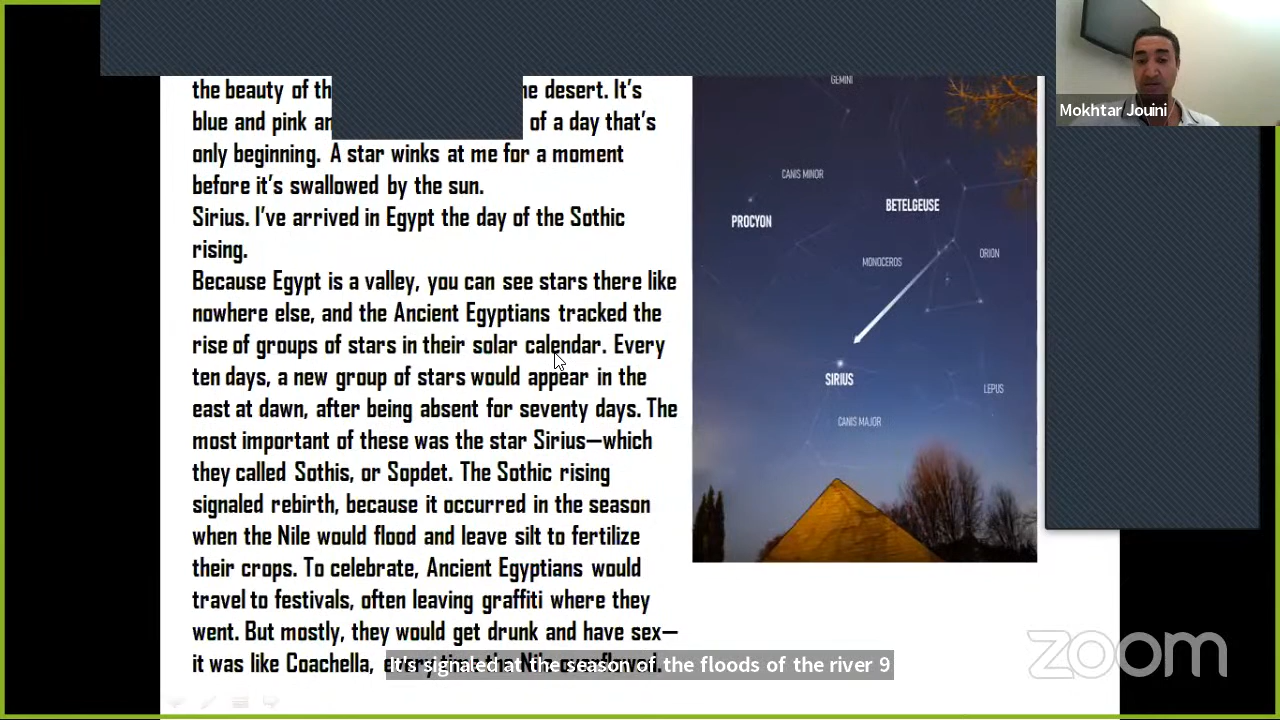 the beauty of th
he desert. It's
blue and pink an
of a day that's
only beginning. A star winks at me for a moment
before it's swallowed by the sun.
Sirius. I've arrived in Egypt the day of the Sothic
rising.
Because Egypt is a valley, you can see stars there like
nowhere else, and the Ancient Egyptians tracked the
rise of groups of stars in their solar calendar. Every
ten days, a new group of stars would appear in the
east at dawn, after being absent for seventy days. The
most important of these was the star Sirius—which
they called Sothis, or Sopdet. The Sothic rising
signaled rebirth, because it occurred in the season
when the Nile would flood and leave silt to fertilize
their crops. To celebrate, Ancient Egyptians would
travel to festivals, often leaving graffiti where they
went. But mostly, they would get drunk and have sex—
it was like Coachella, every time the Nile overflowed.
GEMINI
CANIS MINOR
PROCYON
BETELGEUSE
MONOCEROS
ORION
SIRIUS
LEPUS
CANIS MAJOR
Mokhtar Jouini
It's signaled at the season of the floods of the river 9
zoom